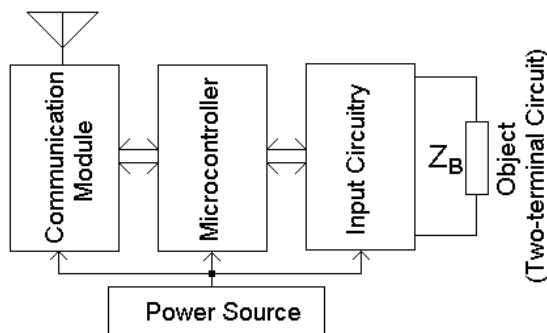 Communication
Module
Microcontroller
Input Circuitry
Z_B
Object
(Two-terminal Circuit)
Power Source